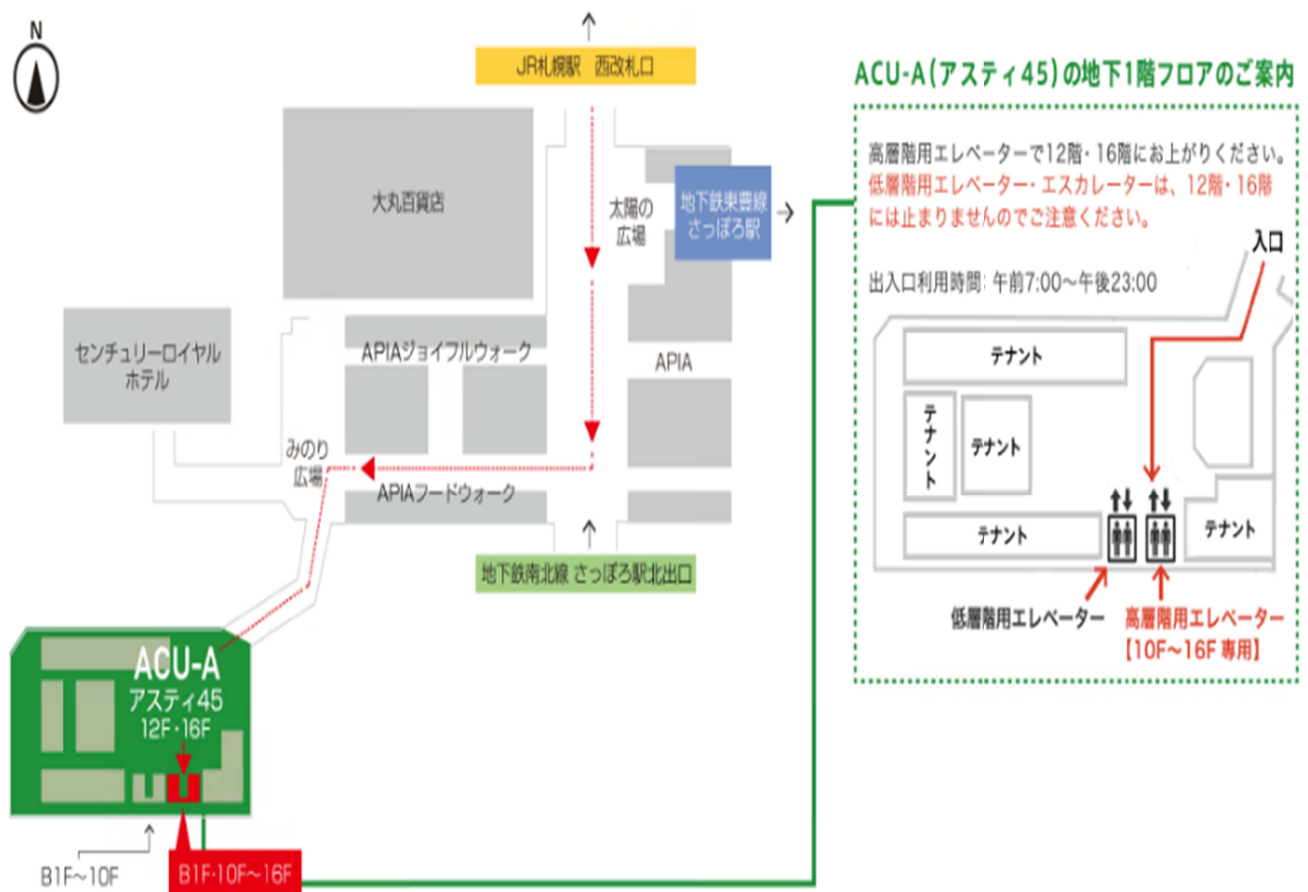 N
JR札幌駅 西改札口
大丸百貨店
太陽の
広場
地下鉄東豊線
さっぽろ駅
センチュリーロイヤル
ホテル
APIAジョイフルウォーク
APIA
みのり
広場
APIAフードウォーク
地下鉄南北線 さっぽろ駅北出口
ACU-A
アスティ45
12F・16F
B1F～10F
B1F・10F～16F
ACU-A(アスティ45)の地下1階フロアのご案内
高層階用エレベーターで12階・16階にお上がりください。
低層階用エレベーター・エスカレーターは、12階・16階
には止まりませんのでご注意ください。
入口
出入口利用時間: 午前7:00～午後23:00
テナント
テナント
テナント
テナント
テナント
低層階用エレベーター
高層階用エレベーター
【10F～16F 専用】